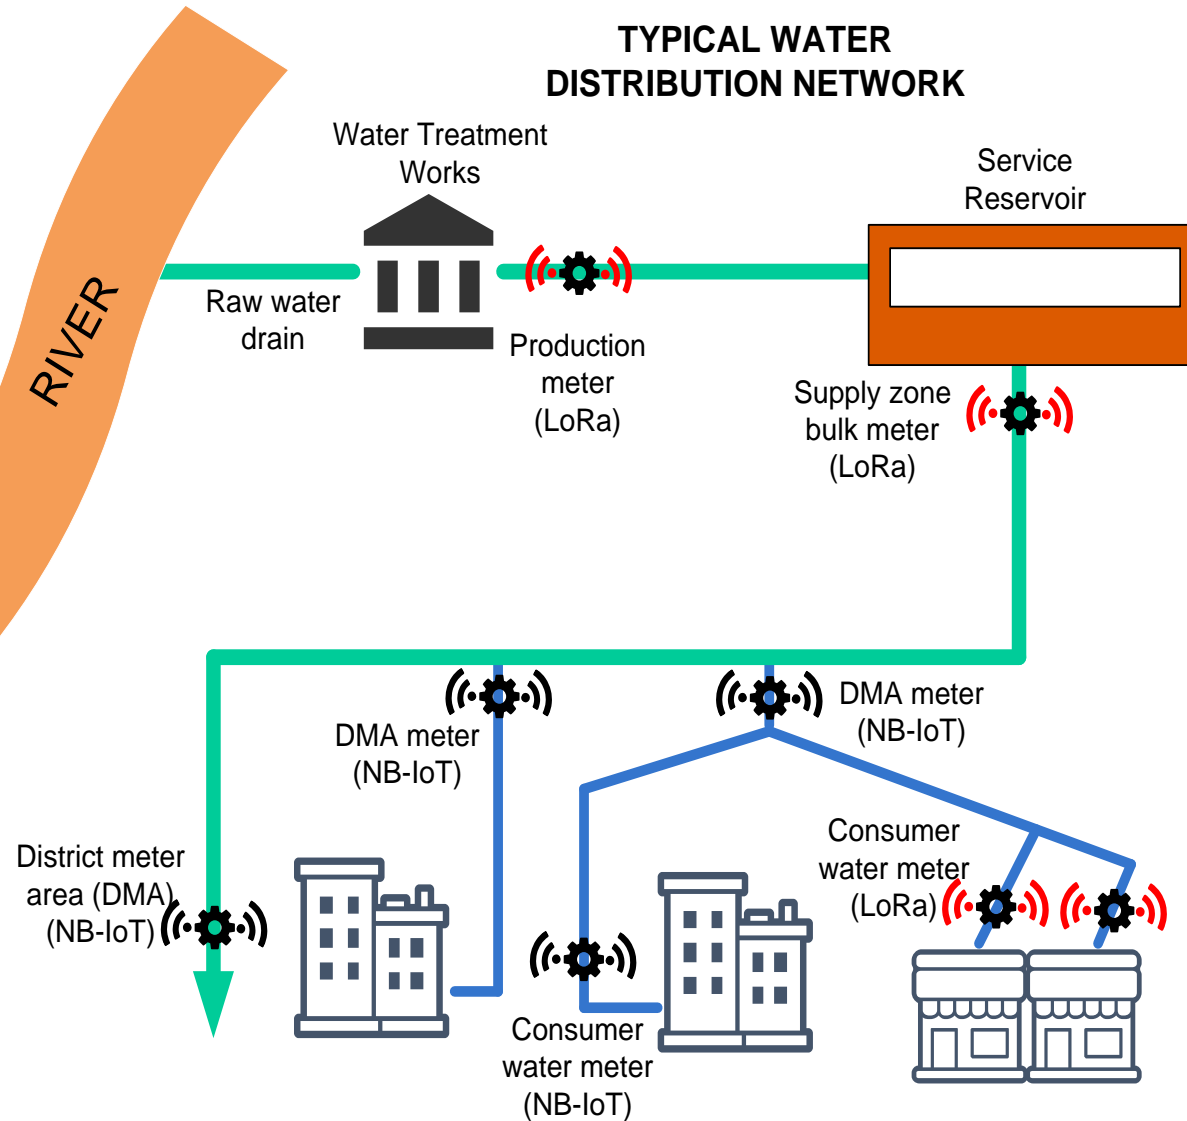 TYPICAL WATER
DISTRIBUTION NETWORK
Water Treatment
Works
Service
Reservoir
RIVER
Raw water
drain
Production
meter
(LoRa)
Supply zone
bulk meter
(LoRa)
DMA meter
(NB-IoT)
DMA meter
(NB-IoT)
District meter
area (DMA)
(NB-IoT)
Consumer
water meter
(LoRa)
Consumer
water meter
(NB-IoT)